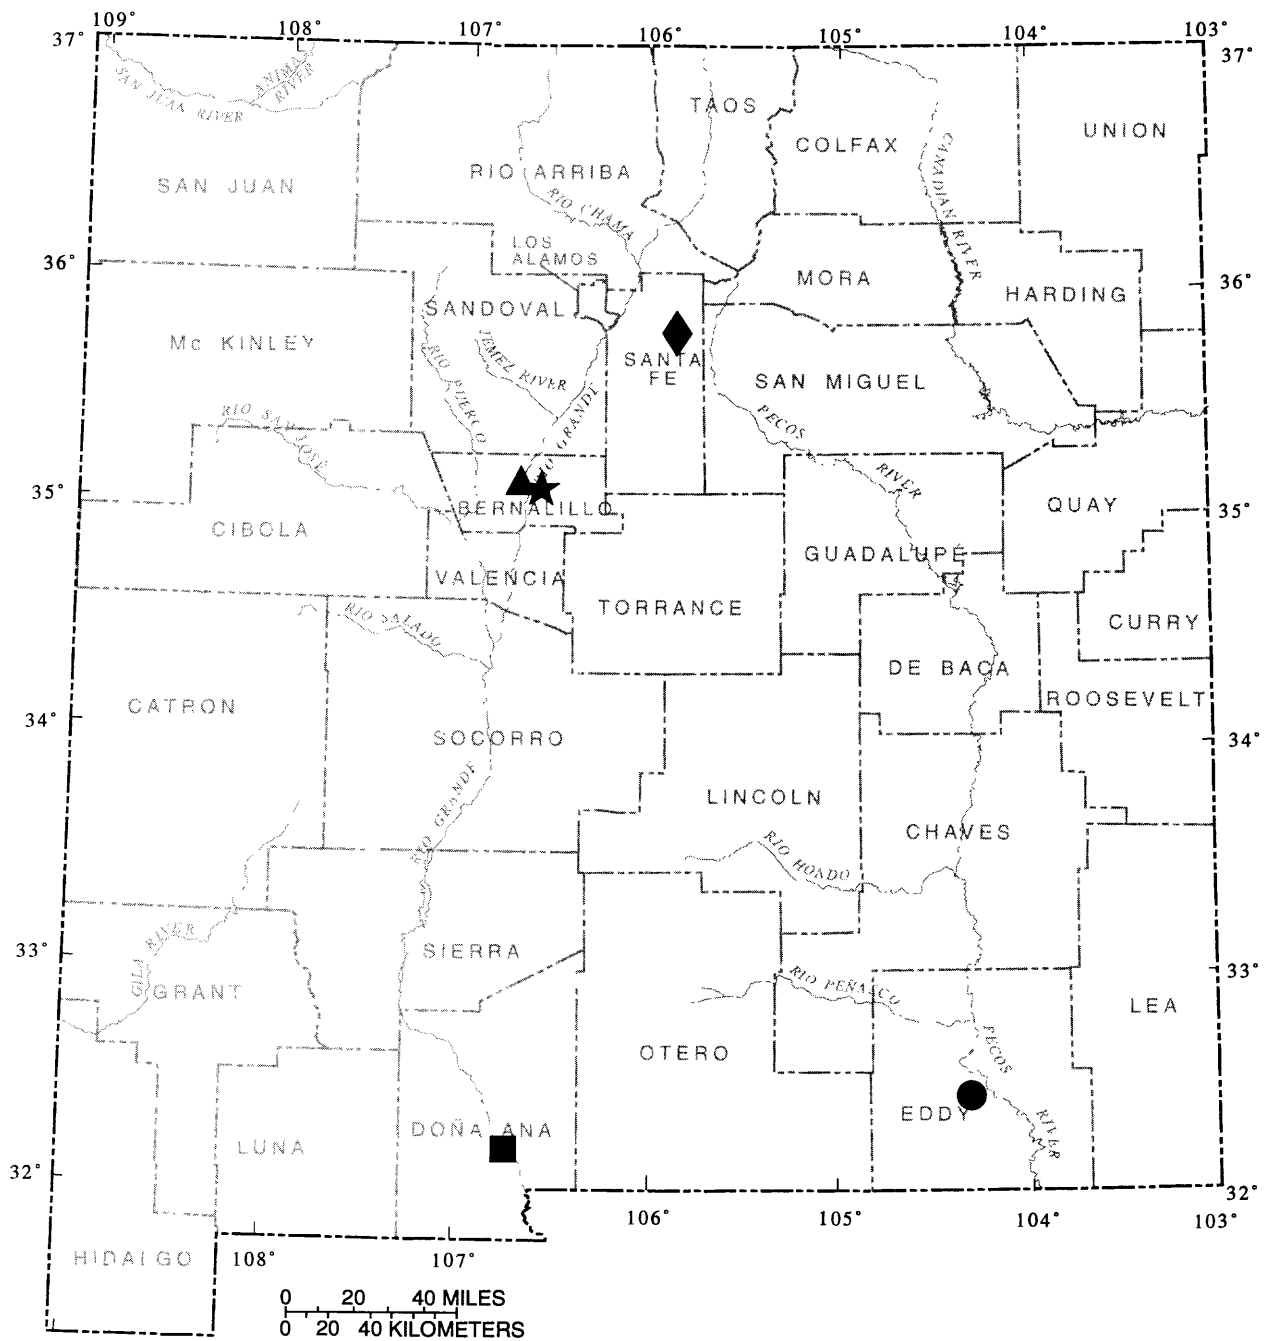 109° 108° 107° 106° 105° 104° 103°
37° 37°
SAN JUAN RIVER
ANIMA
RIVER
TAOS
COLFAX
UNION
SAN JUAN
RIO ARRIBA
RIO CHAMA
CANADIAN RIVER
LOS
ALAMOS
36° 36°
MORA
HARDING
SANDOVAL
Mc KINLEY
JEMEZ RIVER
RIO PUERCO
SANTA
FE
SAN MIGUEL
RIO GRANDE
RIO SAN JOSÉ
PECOS
RIVER
35° 35°
BERNALILLO
QUAY
CIBOLA
GUADALUPE
VALENCIA
TORRANCE
RIO SALADO
CURRY
DE BACA
ROOSEVELT
CATRON
34° 34°
SOCORRO
RIO GRANDE
LINCOLN
CHAVES
RIO HONDO
GILA RIVER
33° 33°
SIERRA
RIO PEÑASCO
GRANT
LEA
OTERO
PECOS
RIVER
EDDY
DOÑA ANA
LUNA
32° 32°
106° 105° 104° 103°
HIDALGO
108° 107°
0 20 40 MILES
0 20 40 KILOMETERS